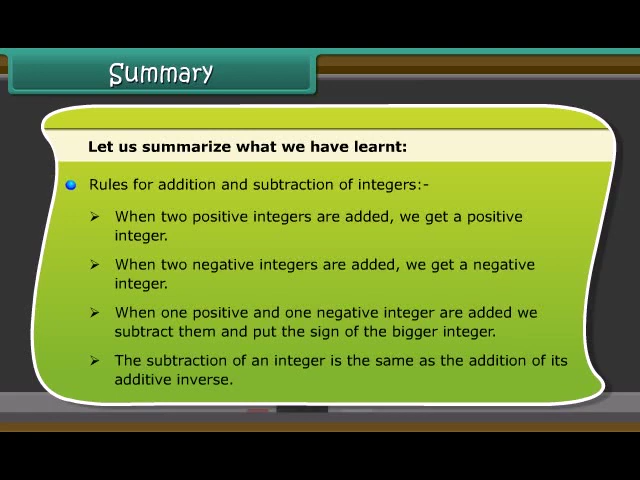 Summary
Let us summarize what we have learnt:
Rules for addition and subtraction of integers:-
When two positive integers are added, we get a positive
integer.
When two negative integers are added, we get a negative
integer.
When one positive and one negative integer are added we
subtract them and put the sign of the bigger integer.
The subtraction of an integer is the same as the addition of its
additive inverse.